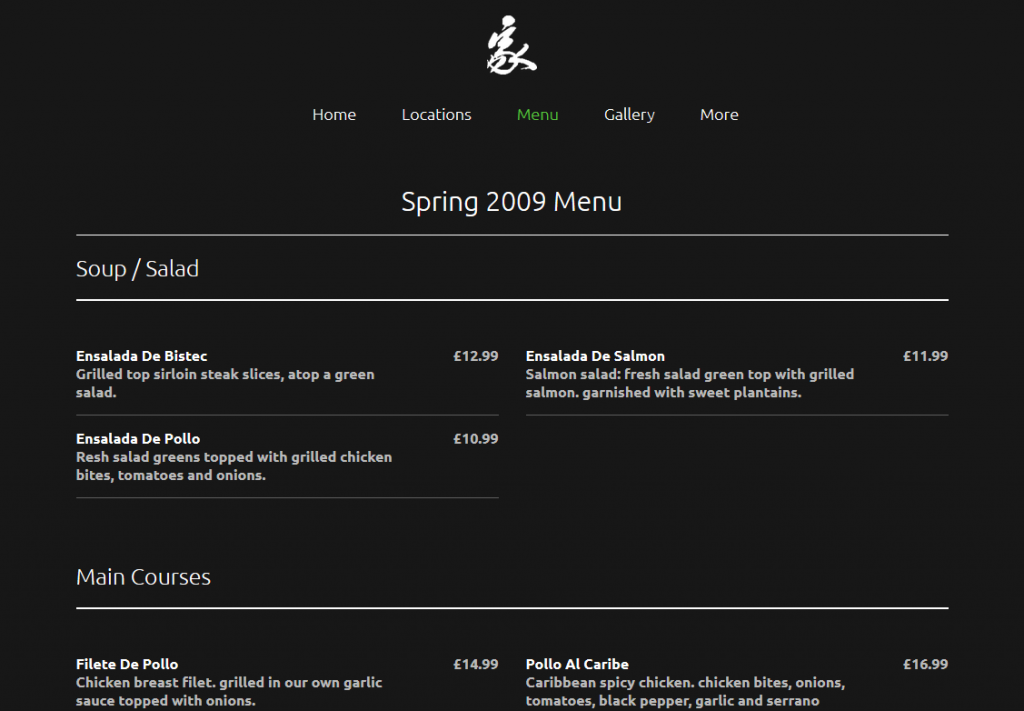 家
Home Locations Menu Gallery More
Spring 2009 Menu
Soup / Salad
Ensalada De Bistec £12.99
Grilled top sirloin steak slices, atop a green
salad.
Ensalada De Salmon £11.99
Salmon salad: fresh salad green top with grilled
salmon. garnished with sweet plantains.
Ensalada De Pollo £10.99
Resh salad greens topped with grilled chicken
bites, tomatoes and onions.
Main Courses
Filete De Pollo £14.99
Chicken breast filet. grilled in our own garlic
sauce topped with onions.
Pollo Al Caribe £16.99
Caribbean spicy chicken. chicken bites, onions,
tomatoes, black pepper, garlic and serrano